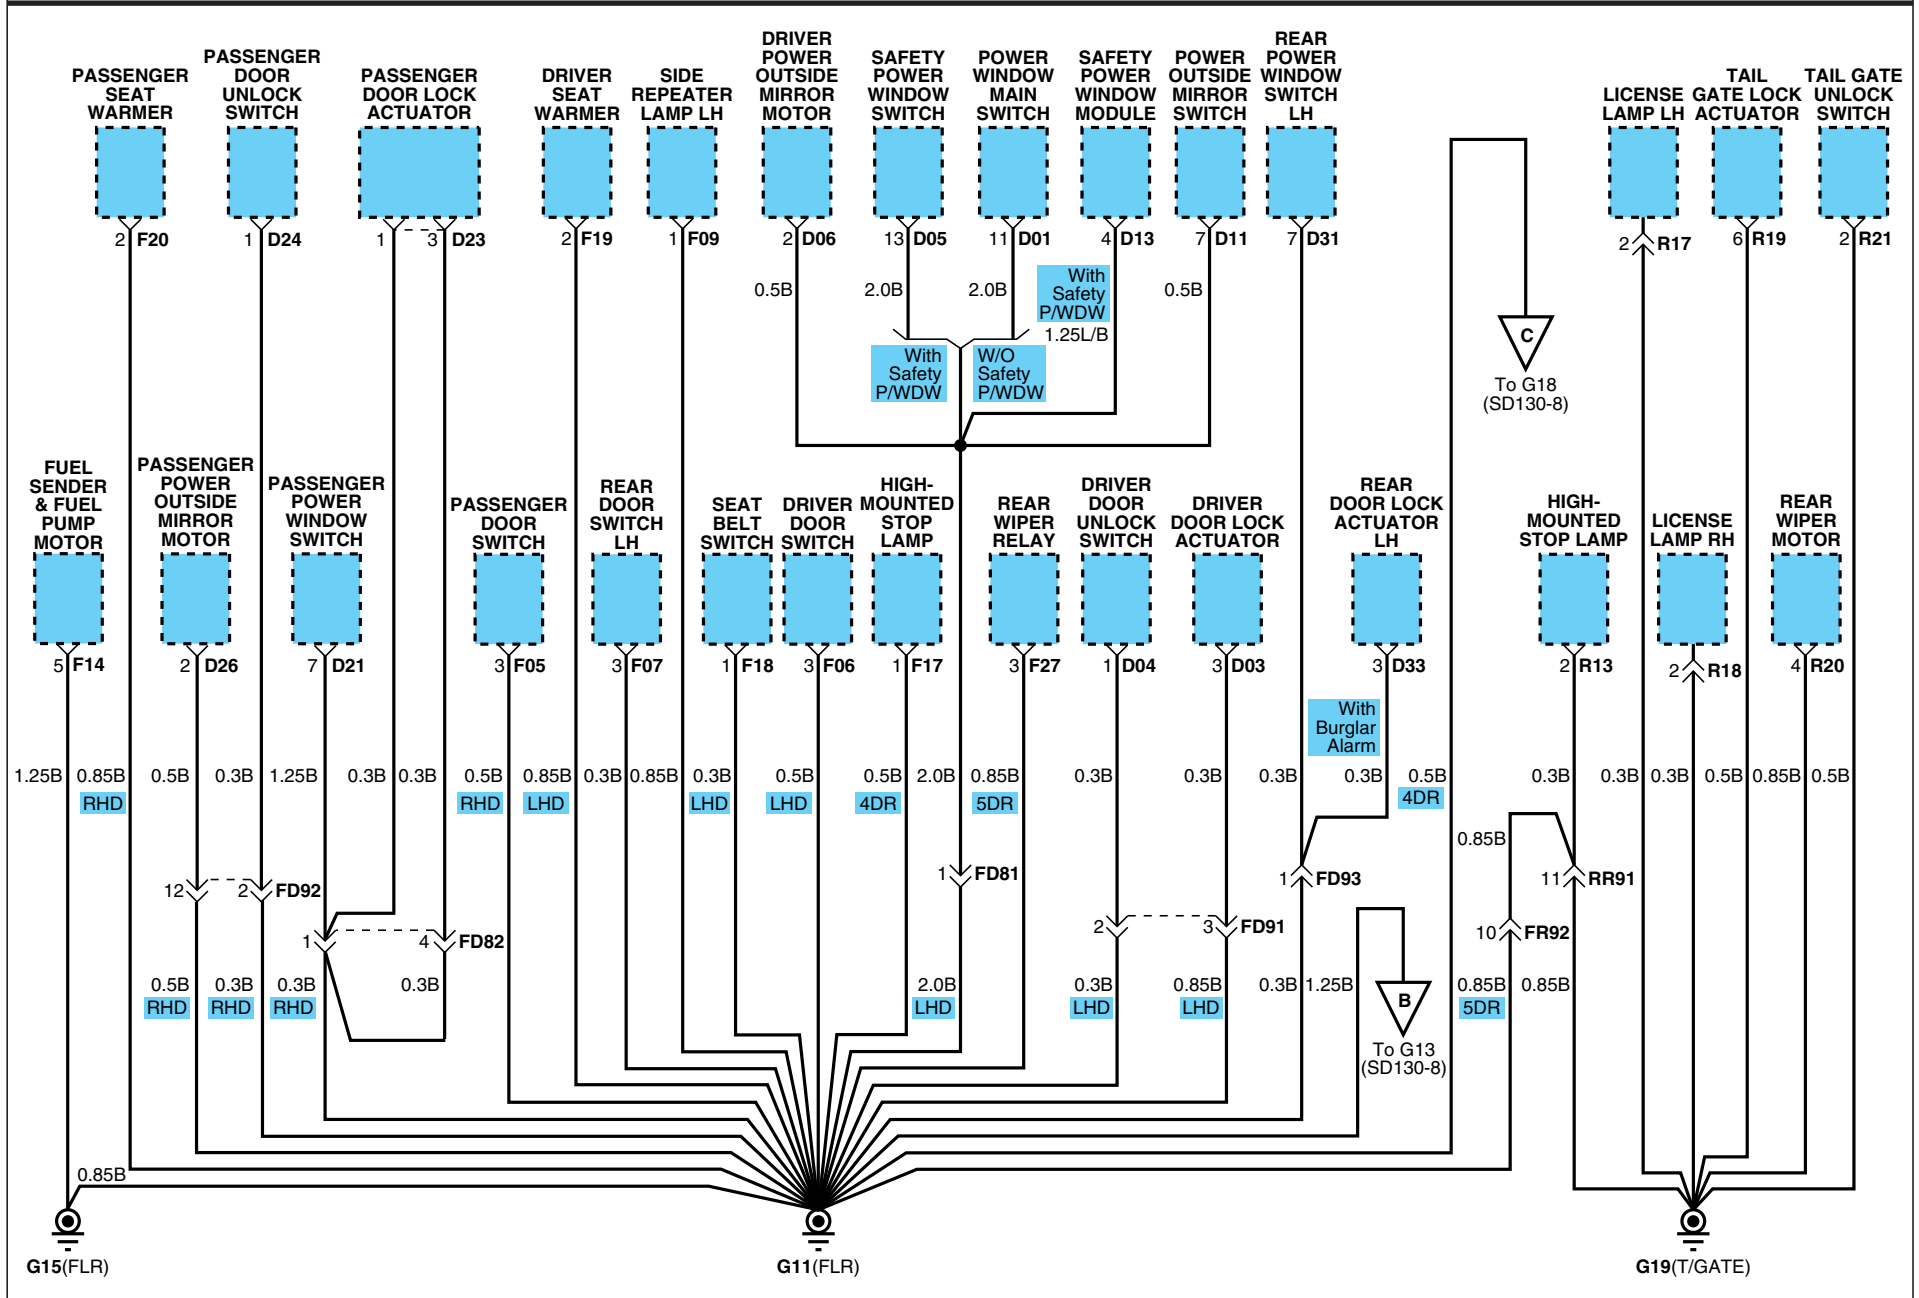 PASSENGER
SEAT
WARMER
PASSENGER
DOOR
UNLOCK
SWITCH
PASSENGER
DOOR LOCK
ACTUATOR
DRIVER
SEAT
WARMER
SIDE
REPEATER
LAMP LH
DRIVER
POWER
OUTSIDE
MIRROR
MOTOR
SAFETY
POWER
WINDOW
SWITCH
POWER
WINDOW
MAIN
SWITCH
SAFETY
POWER
WINDOW
MODULE
POWER
OUTSIDE
MIRROR
SWITCH
REAR
POWER
WINDOW
SWITCH
LH
LICENSE
LAMP LH
TAIL
GATE LOCK
ACTUATOR
TAIL GATE
UNLOCK
SWITCH
2 F20
1 D24
1 3 D23
2 F19
1 F09
2 D06
13 D05
11 D01
4 D13
7 D11
7 D31
2 R17
6 R19
2 R21
0.5B
2.0B
2.0B
With
Safety
P/WDW
1.25L/B
0.5B
With
Safety
P/WDW
W/O
Safety
P/WDW
C
To G18
(SD130-8)
FUEL
SENDER
& FUEL
PUMP
MOTOR
PASSENGER
POWER
OUTSIDE
MIRROR
MOTOR
PASSENGER
POWER
WINDOW
SWITCH
PASSENGER
DOOR
SWITCH
REAR
DOOR
SWITCH
LH
SEAT
BELT
SWITCH
DRIVER
DOOR
SWITCH
HIGH-
MOUNTED
STOP
LAMP
REAR
WIPER
RELAY
DRIVER
DOOR
UNLOCK
SWITCH
DRIVER
DOOR LOCK
ACTUATOR
REAR
DOOR LOCK
ACTUATOR
LH
HIGH-
MOUNTED
STOP LAMP
LICENSE
LAMP RH
REAR
WIPER
MOTOR
5 F14
2 D26
7 D21
3 F05
3 F07
1 F18
3 F06
1 F17
3 F27
1 D04
3 D03
3 D33
2 R13
2 R18
4 R20
With
Burglar
Alarm
1.25B
0.85B
RHD
0.5B
0.3B
1.25B
0.3B
0.3B
0.5B
RHD
0.85B
LHD
0.3B
0.85B
0.3B
LHD
0.5B
LHD
0.5B
4DR
2.0B
0.85B
5DR
0.3B
0.3B
0.3B
0.3B
0.5B
4DR
0.3B
0.3B
0.3B
0.5B
0.85B
0.5B
0.85B
12 2 FD92
1 4 FD82
1 FD81
2 3 FD91
1 FD93
11 RR91
10 FR92
0.5B
RHD
0.3B
RHD
0.3B
RHD
0.3B
2.0B
LHD
0.3B
LHD
0.85B
LHD
0.3B
1.25B
B
To G13
(SD130-8)
0.85B
5DR
0.85B
0.85B
G15(FLR)
G11(FLR)
G19(T/GATE)